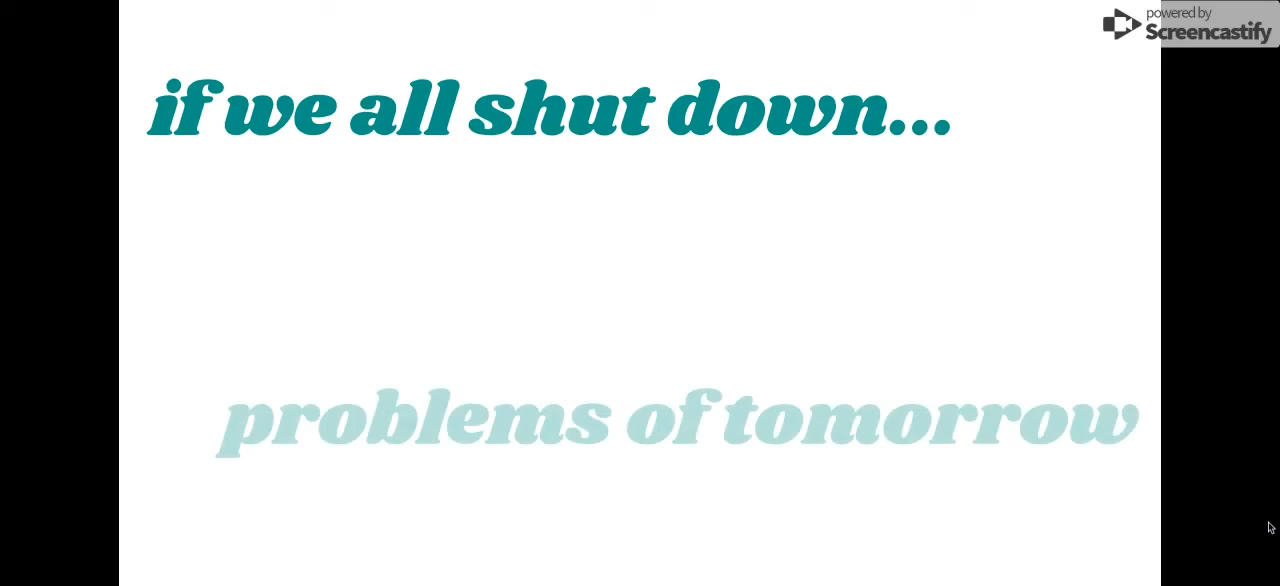 powered by
Screencastify
if we all shut down...
problems of tomorrow